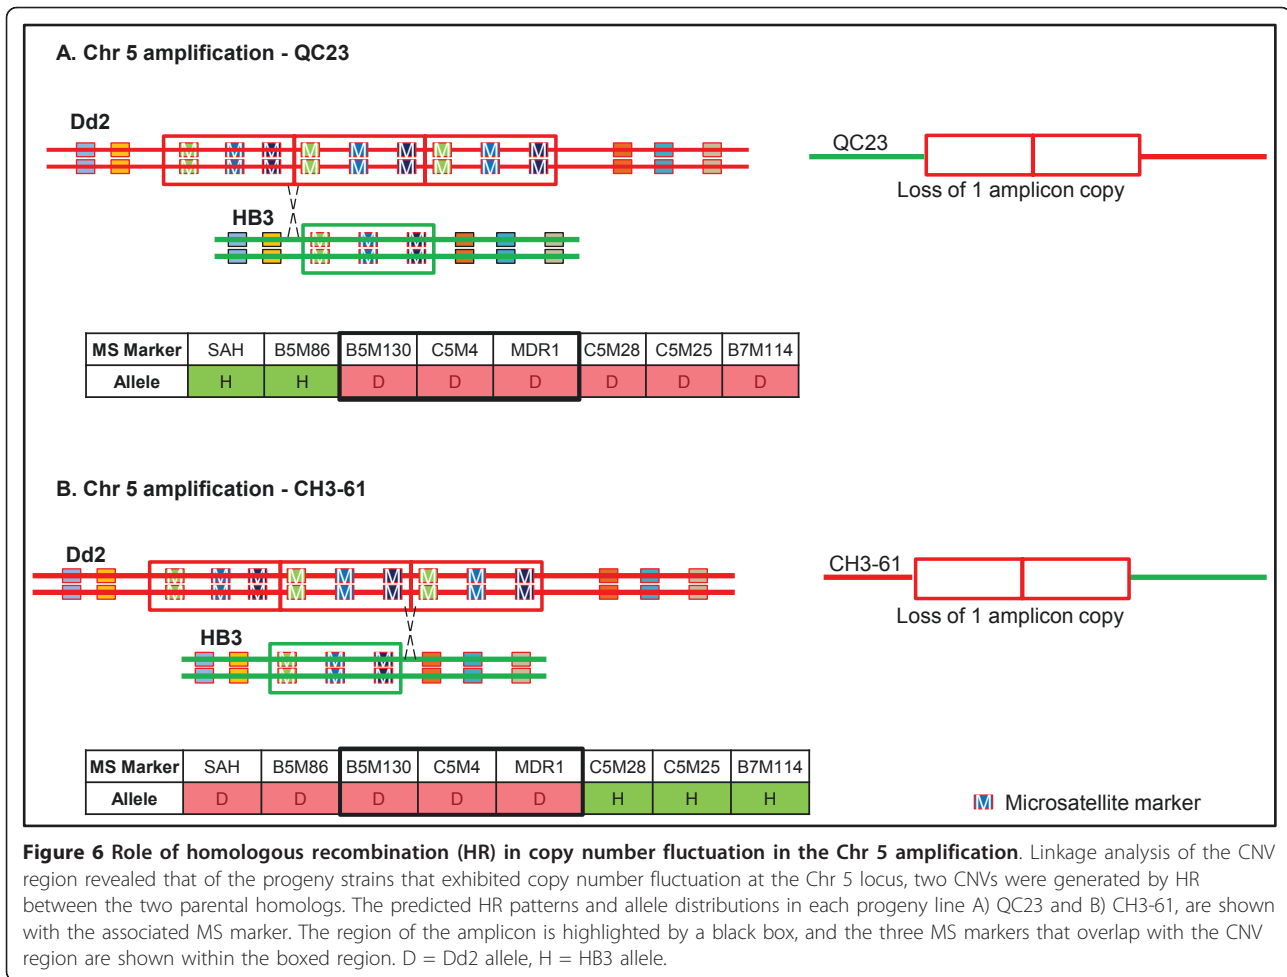 A. Chr 5 amplification - QC23
Dd2
M M M M M M M M M
M M M M M M M M M
QC23
Loss of 1 amplicon copy
HB3
M M M
M M M
MS Marker SAH B5M86 B5M130 C5M4 MDR1 C5M28 C5M25 B7M114
Allele H H D D D D D D
B. Chr 5 amplification - CH3-61
Dd2
M M M M M M M M M
M M M M M M M M M
CH3-61
Loss of 1 amplicon copy
HB3
M M M
M M M
MS Marker SAH B5M86 B5M130 C5M4 MDR1 C5M28 C5M25 B7M114
Allele D D D D D H H H
M Microsatellite marker
Figure 6 Role of homologous recombination (HR) in copy number fluctuation in the Chr 5 amplification. Linkage analysis of the CNV
region revealed that of the progeny strains that exhibited copy number fluctuation at the Chr 5 locus, two CNVs were generated by HR
between the two parental homologs. The predicted HR patterns and allele distributions in each progeny line A) QC23 and B) CH3-61, are shown
with the associated MS marker. The region of the amplicon is highlighted by a black box, and the three MS markers that overlap with the CNV
region are shown within the boxed region. D = Dd2 allele, H = HB3 allele.